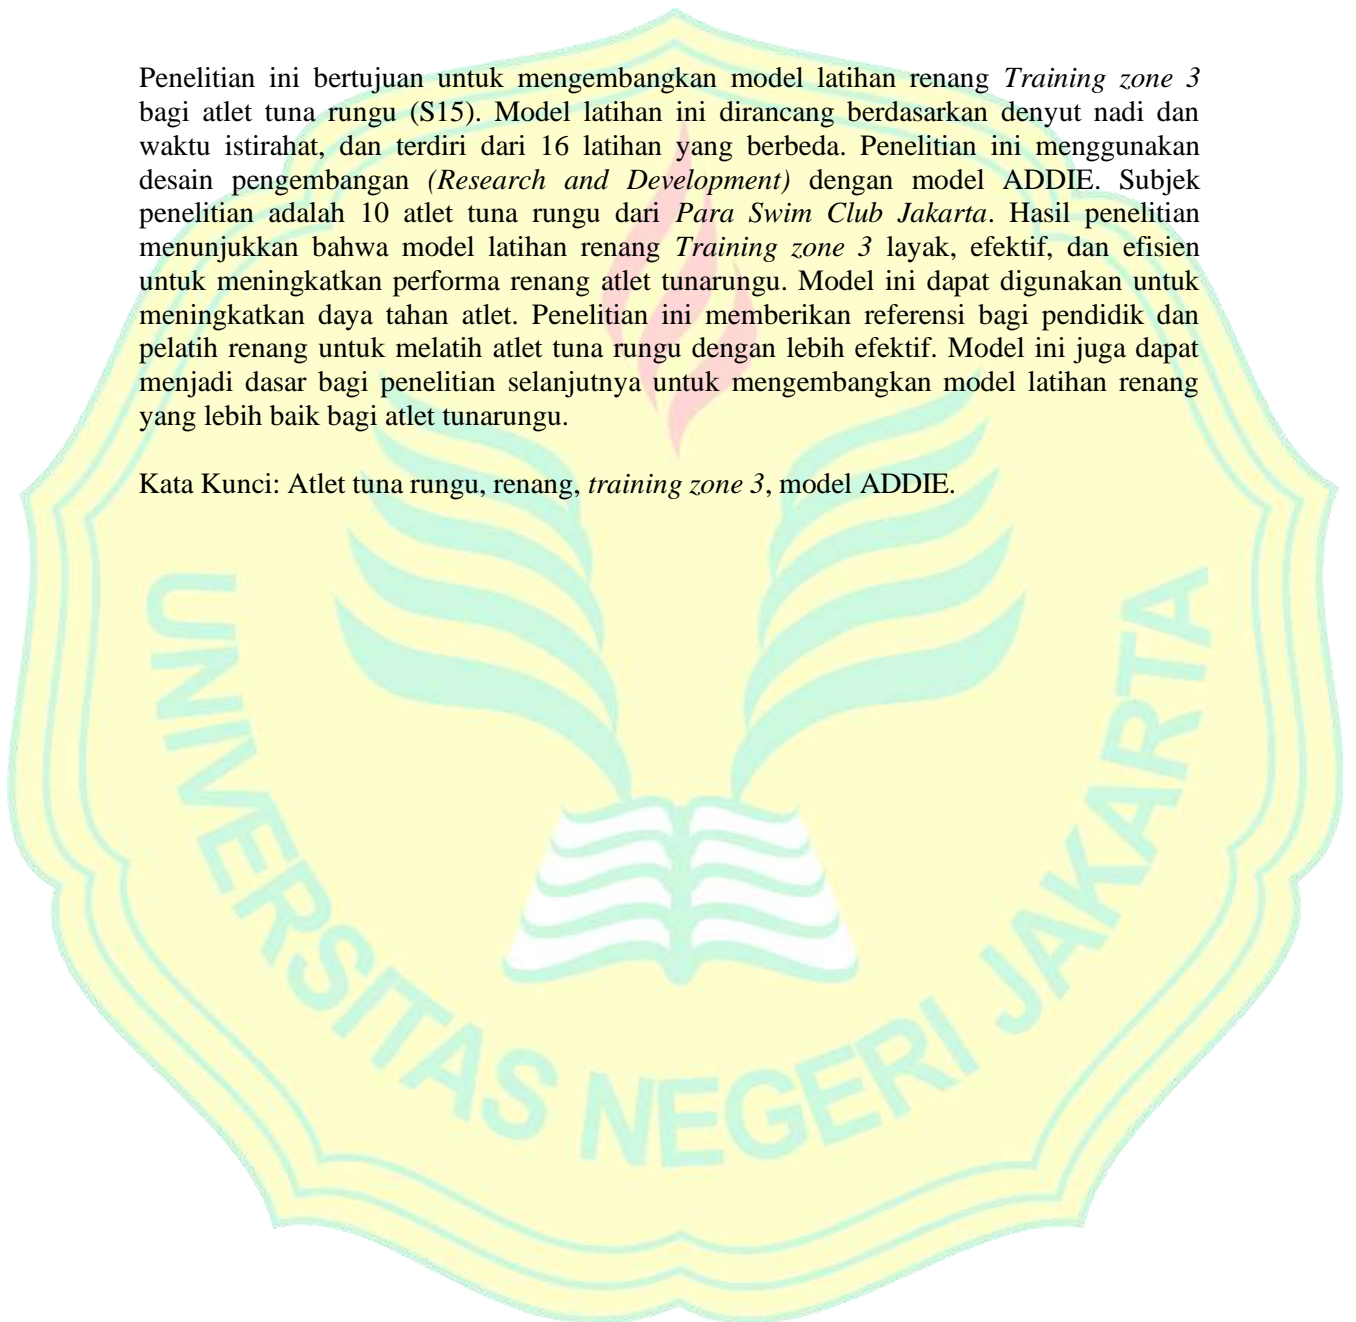 Penelitian ini bertujuan untuk mengembangkan model latihan renang Training zone 3
bagi atlet tuna rungu (S15). Model latihan ini dirancang berdasarkan denyut nadi dan
waktu istirahat, dan terdiri dari 16 latihan yang berbeda. Penelitian ini menggunakan
desain pengembangan (Research and Development) dengan model ADDIE. Subjek
penelitian adalah 10 atlet tuna rungu dari Para Swim Club Jakarta. Hasil penelitian
menunjukkan bahwa model latihan renang Training zone 3 layak, efektif, dan efisien
untuk meningkatkan performa renang atlet tunarungu. Model ini dapat digunakan untuk
meningkatkan daya tahan atlet. Penelitian ini memberikan referensi bagi pendidik dan
pelatih renang untuk melatih atlet tuna rungu dengan lebih efektif. Model ini juga dapat
menjadi dasar bagi penelitian selanjutnya untuk mengembangkan model latihan renang
yang lebih baik bagi atlet tunarungu.
Kata Kunci: Atlet tuna rungu, renang, training zone 3, model ADDIE.
UNIVERSITAS NEGERI JAKARTA